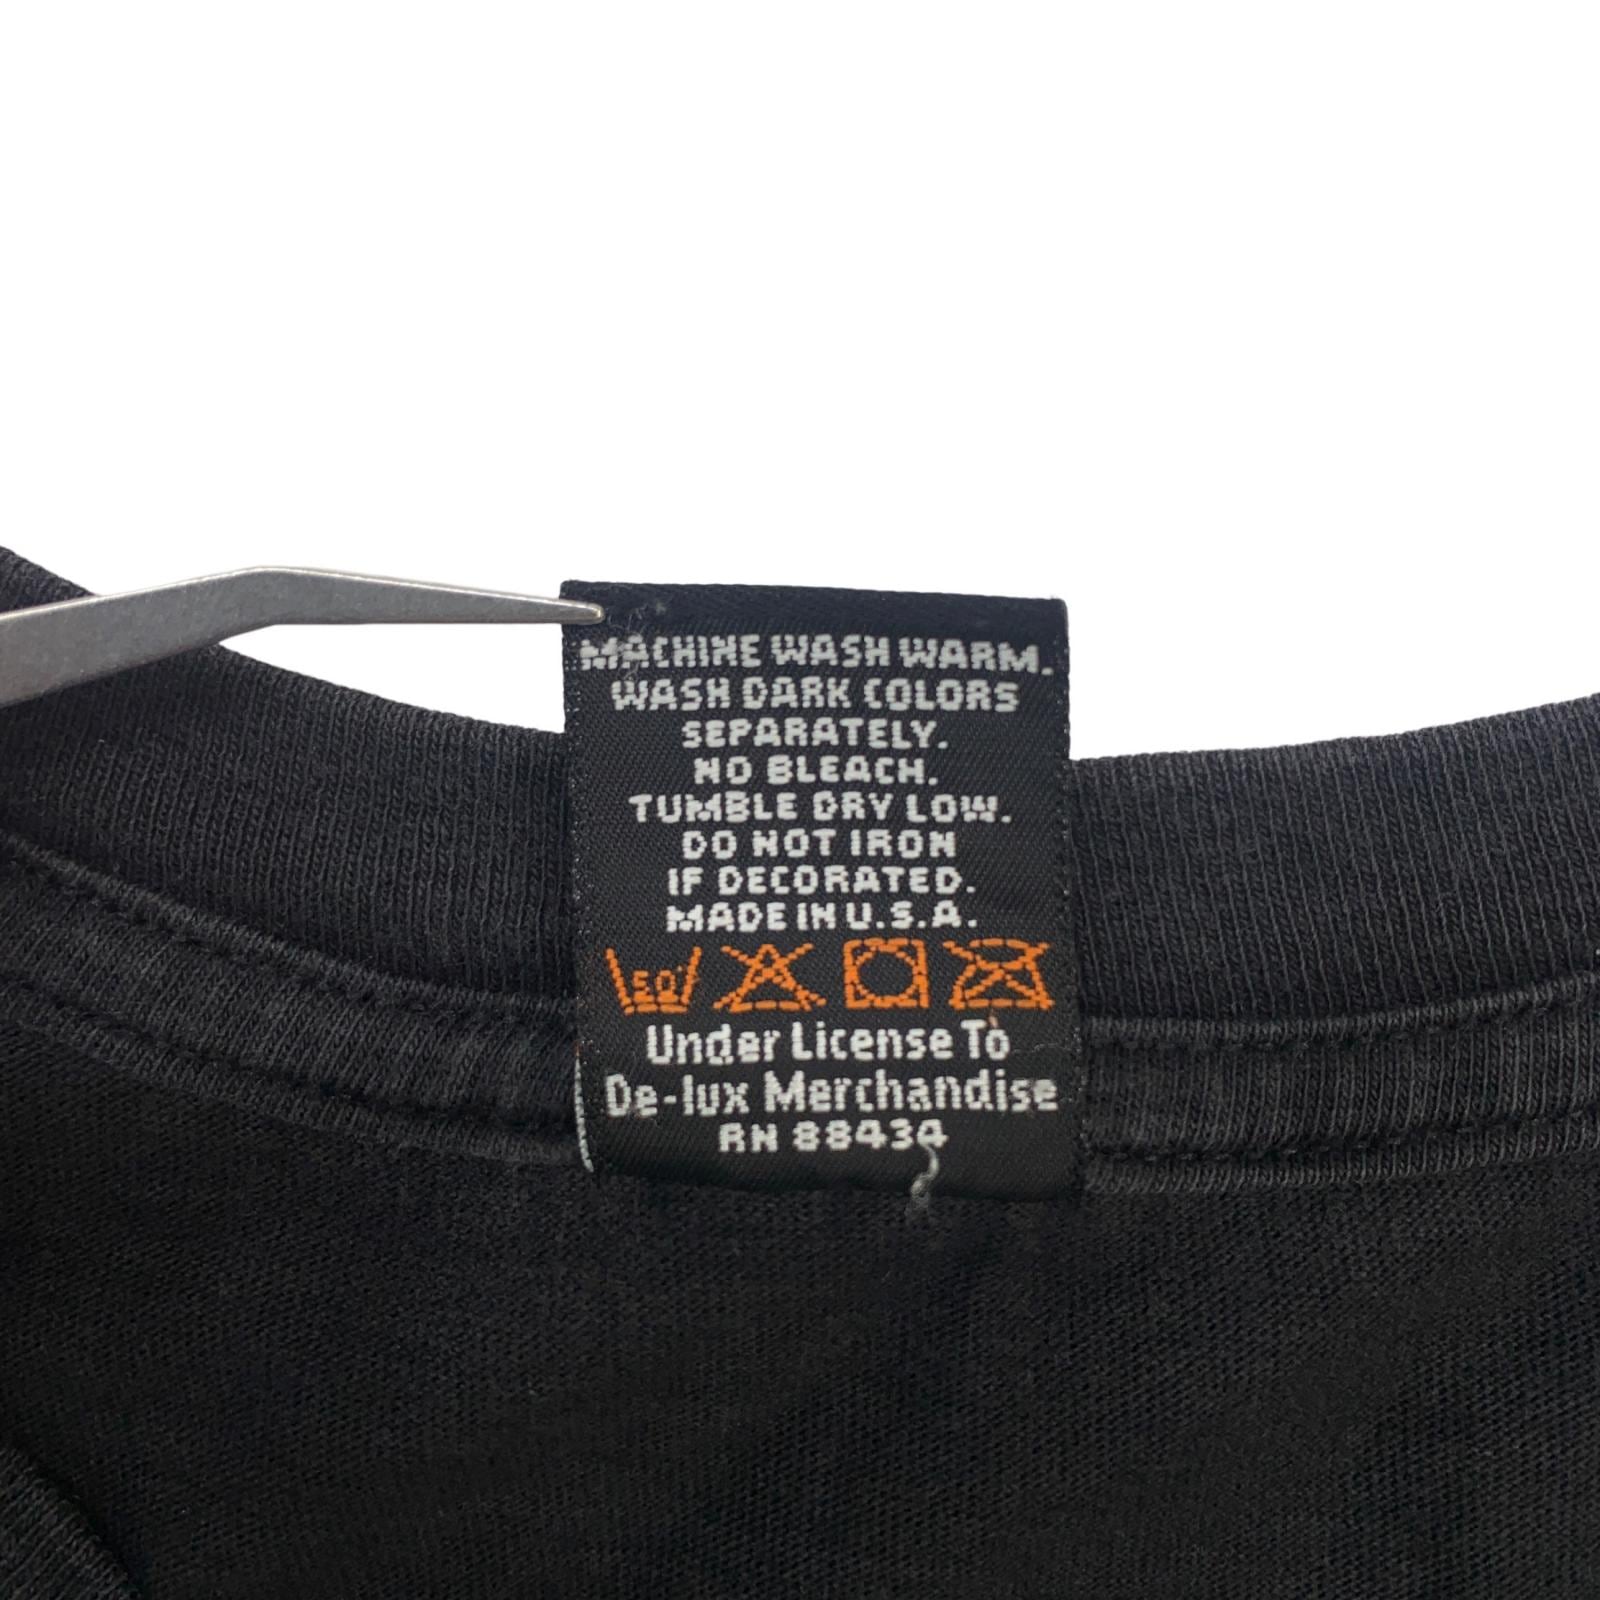 MACHINE WASH WARM.
WASH DARK COLORS
SEPARATELY.
NO BLEACH.
TUMBLE DRY LOW.
DO NOT IRON
IF DECORATED.
MADE IN U.S.A.
50°
Under License To
De-lux Merchandise
RN 88434